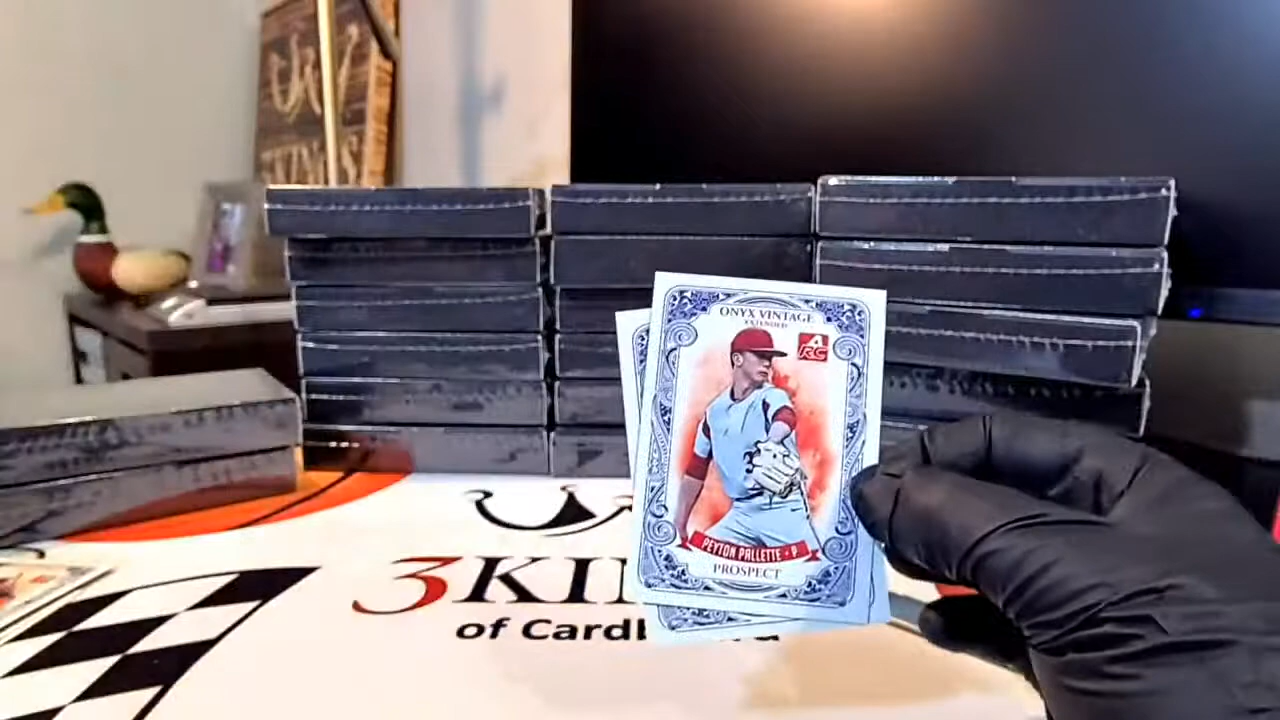 ONYX VINTAGE
EXTENDED
A
RC
PEYTON PALLETTE • P
PROSPECT
3KI
of Card